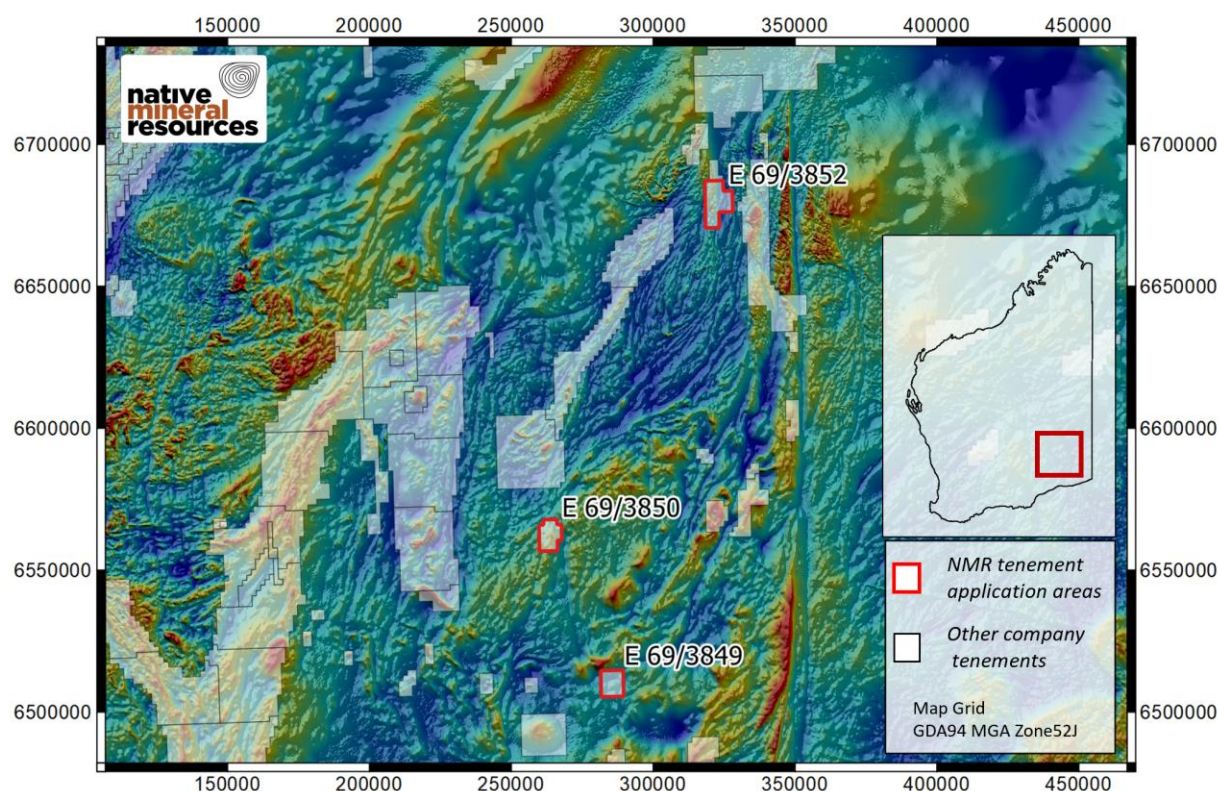 150000 200000 250000 300000 350000 400000 450000
native
mineral
resources
6700000
6700000
E 69/3852
6650000
6650000
6600000
6600000
E 69/3850
6550000
6550000
NMR tenement
application areas
Other company
tenements
E 69/3849
Map Grid
GDA94 MGA Zone52J
6500000
6500000
150000 200000 250000 300000 350000 400000 450000